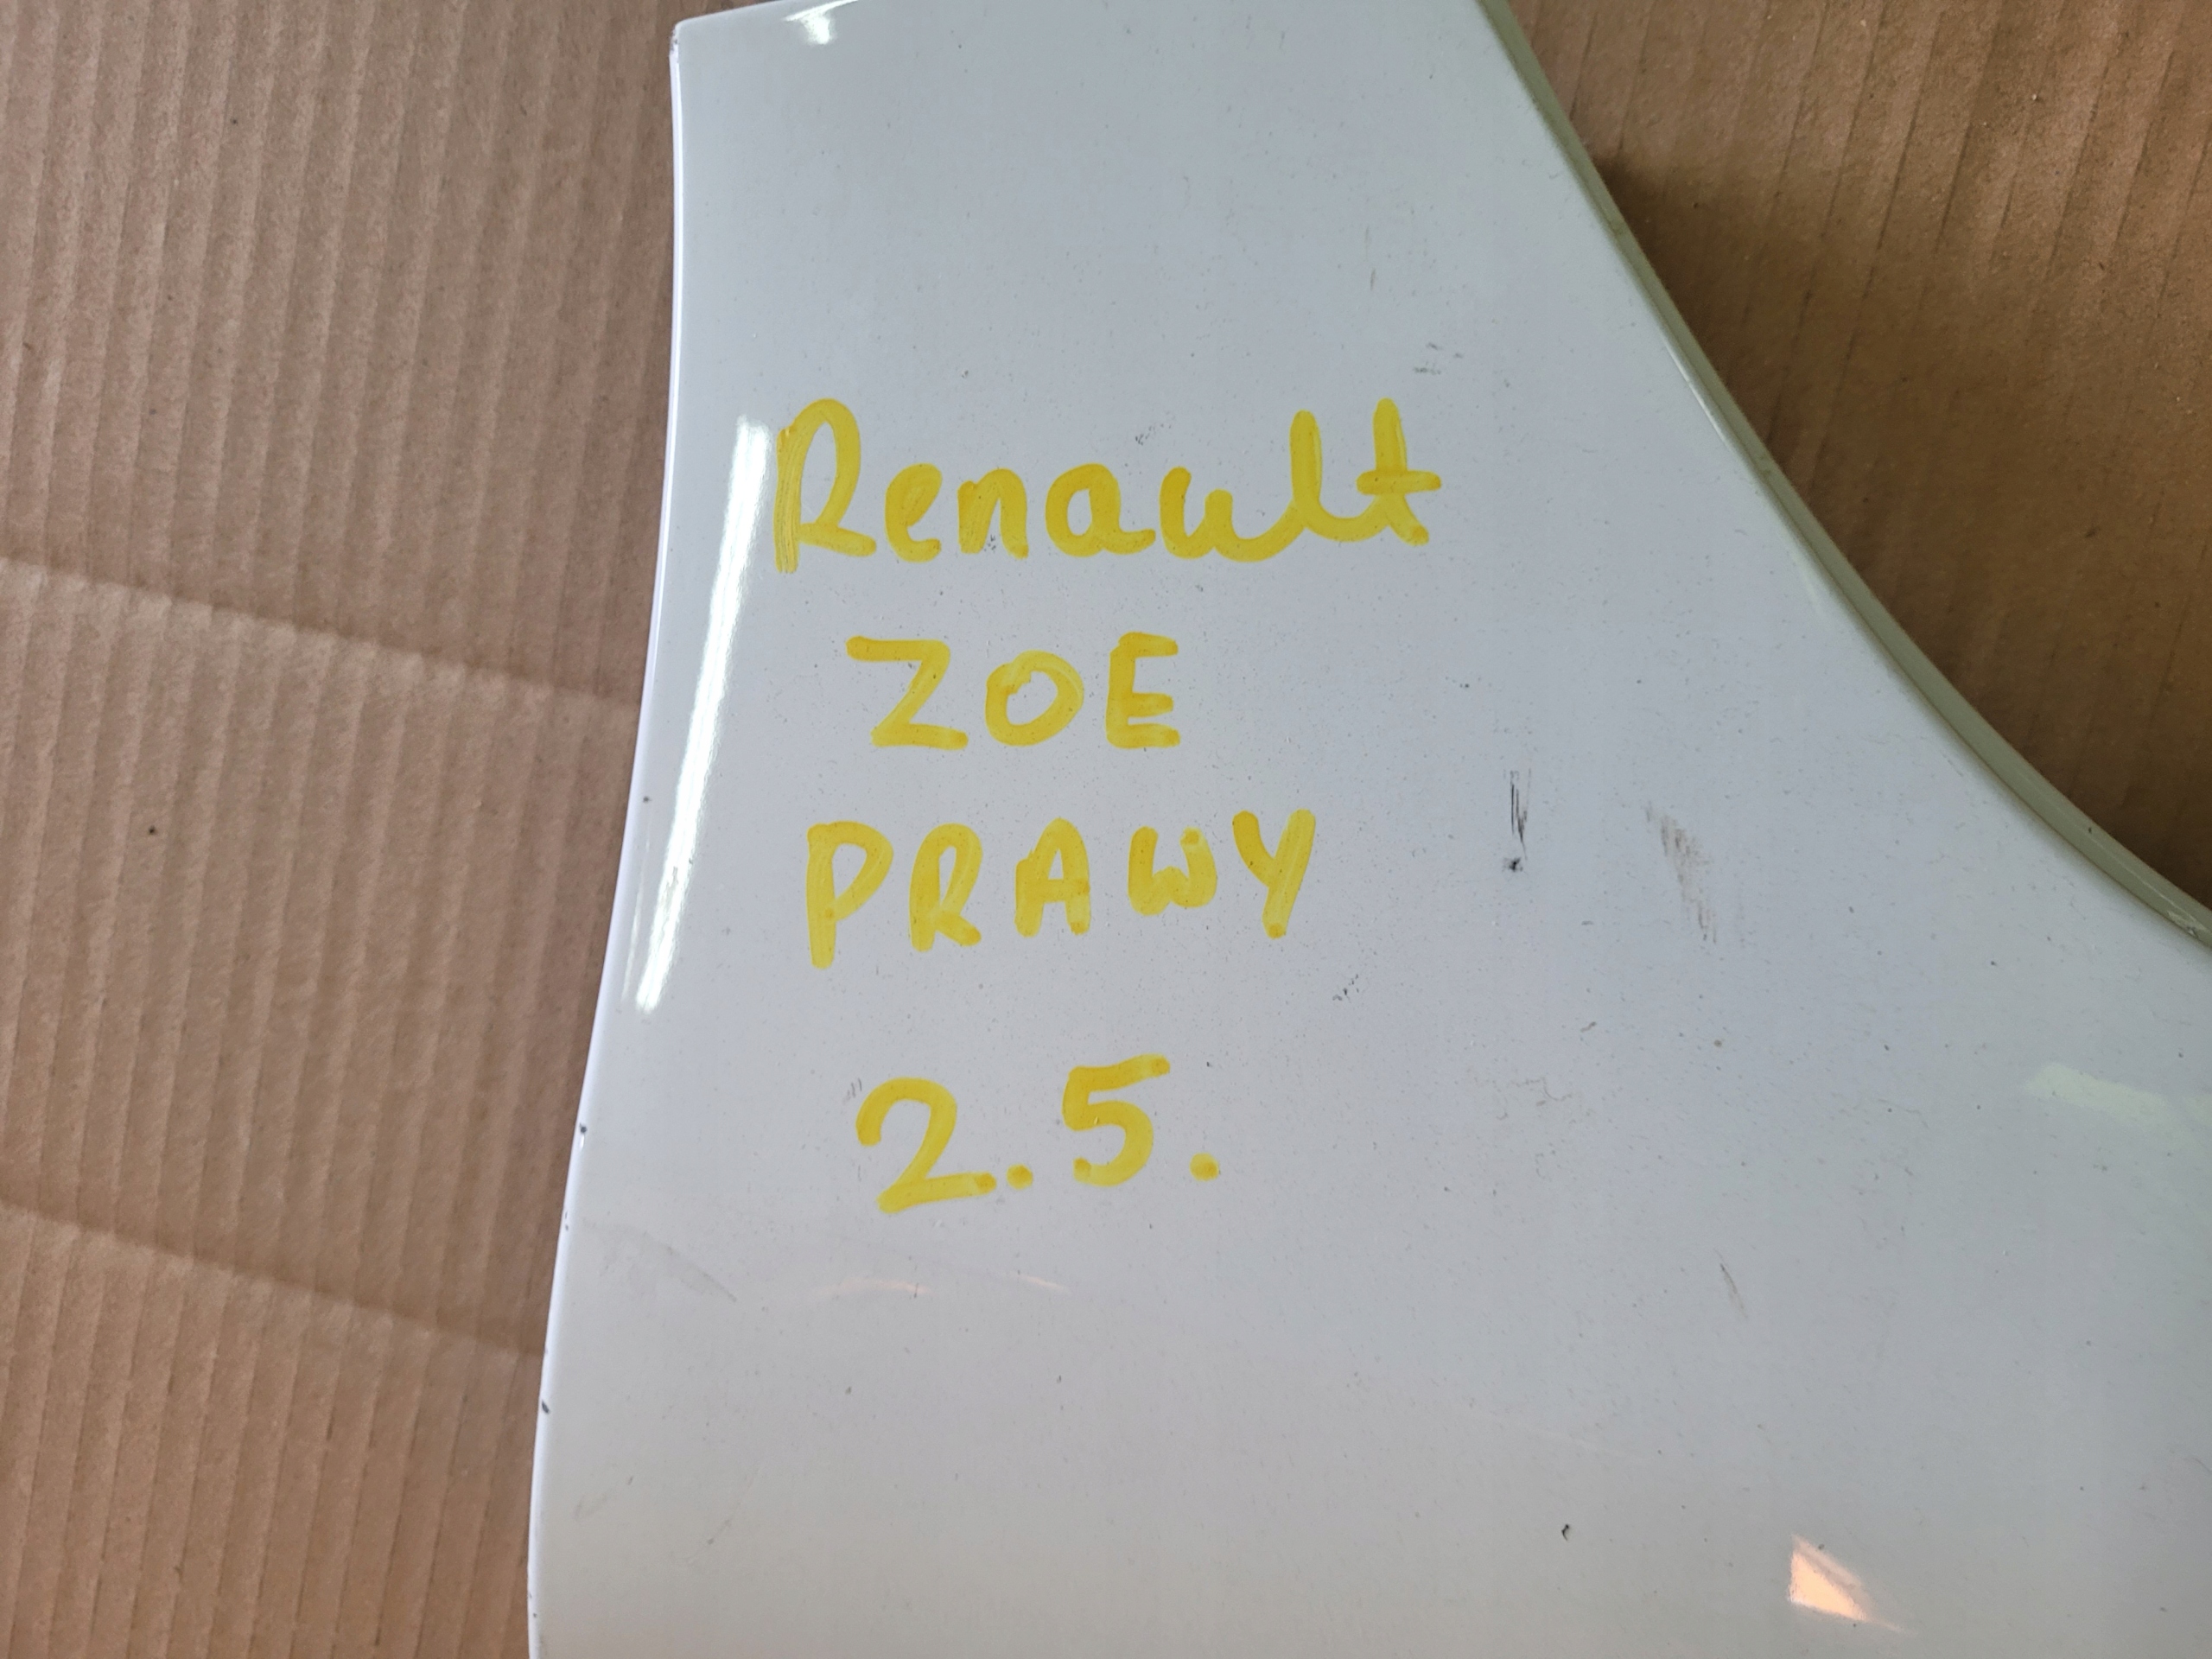 Renault
ZOE
PRAWY
2.5.